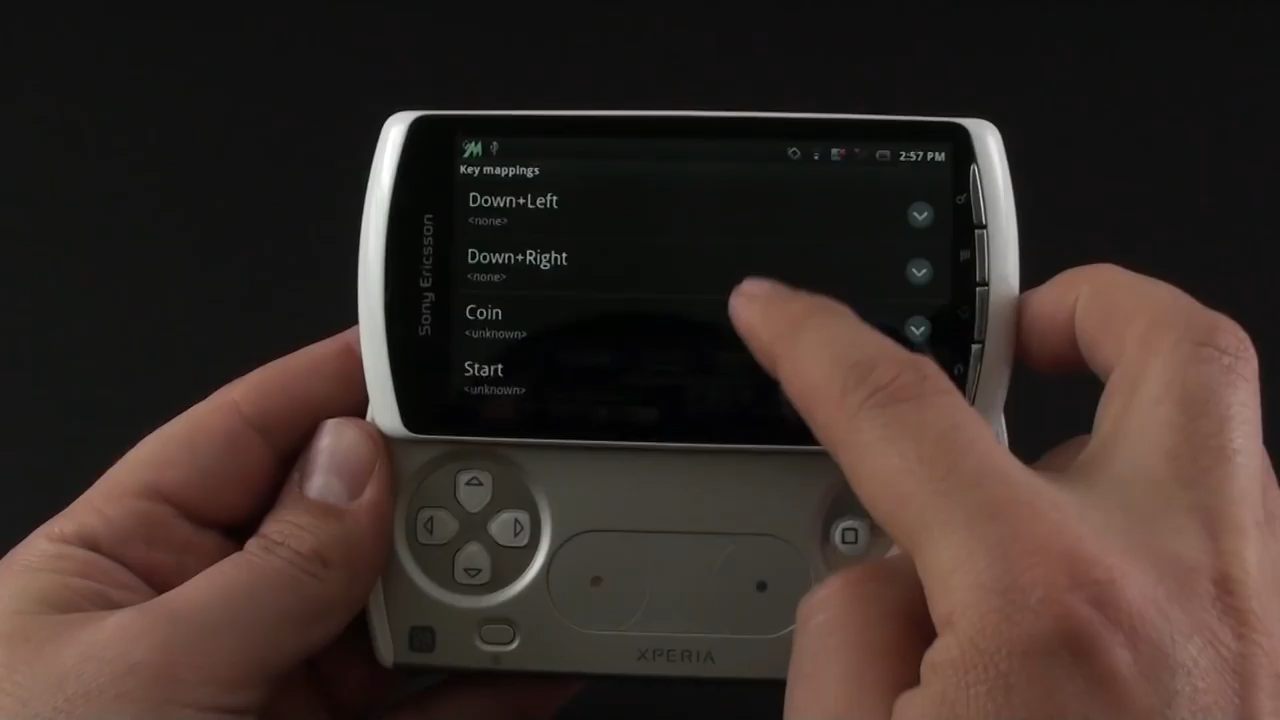 2:57 PM
Key mappings
Down+Left
<none>
Down+Right
<none>
Coin
<unknown>
Start
<unknown>
Sony Ericsson
XPERIA